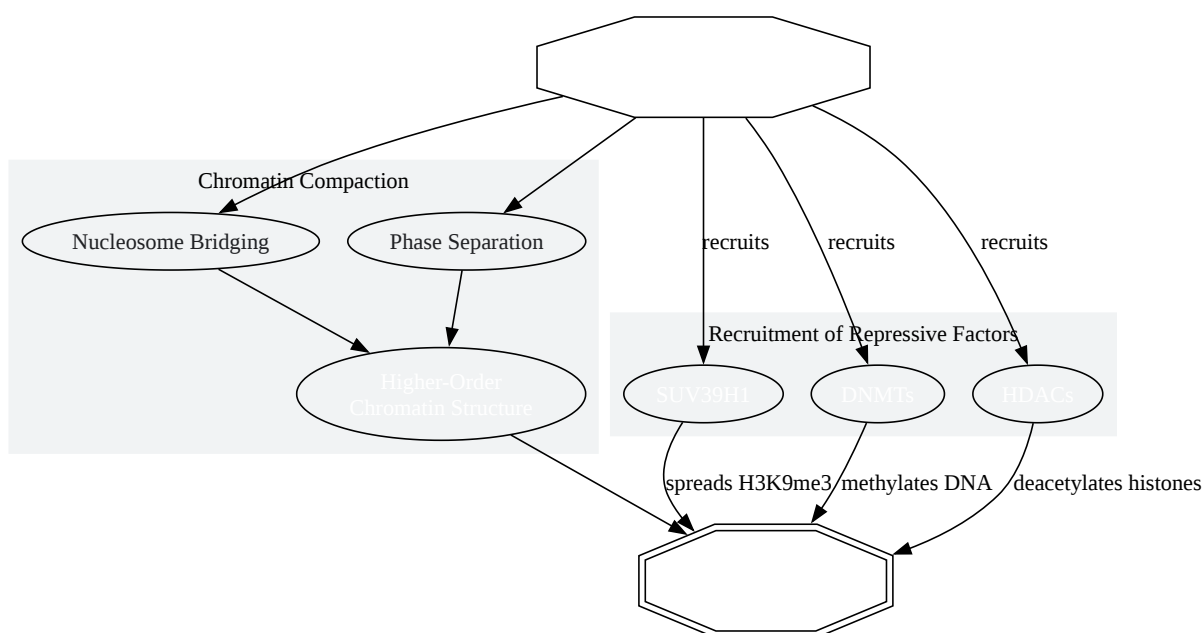 Chromatin Compaction
Nucleosome Bridging
Phase Separation
recruits
recruits
recruits
Recruitment of Repressive Factors
Higher-Order
Chromatin Structure
SUV39H1
DNMTs
HDACs
spreads H3K9me3
methylates DNA
deacetylates histones